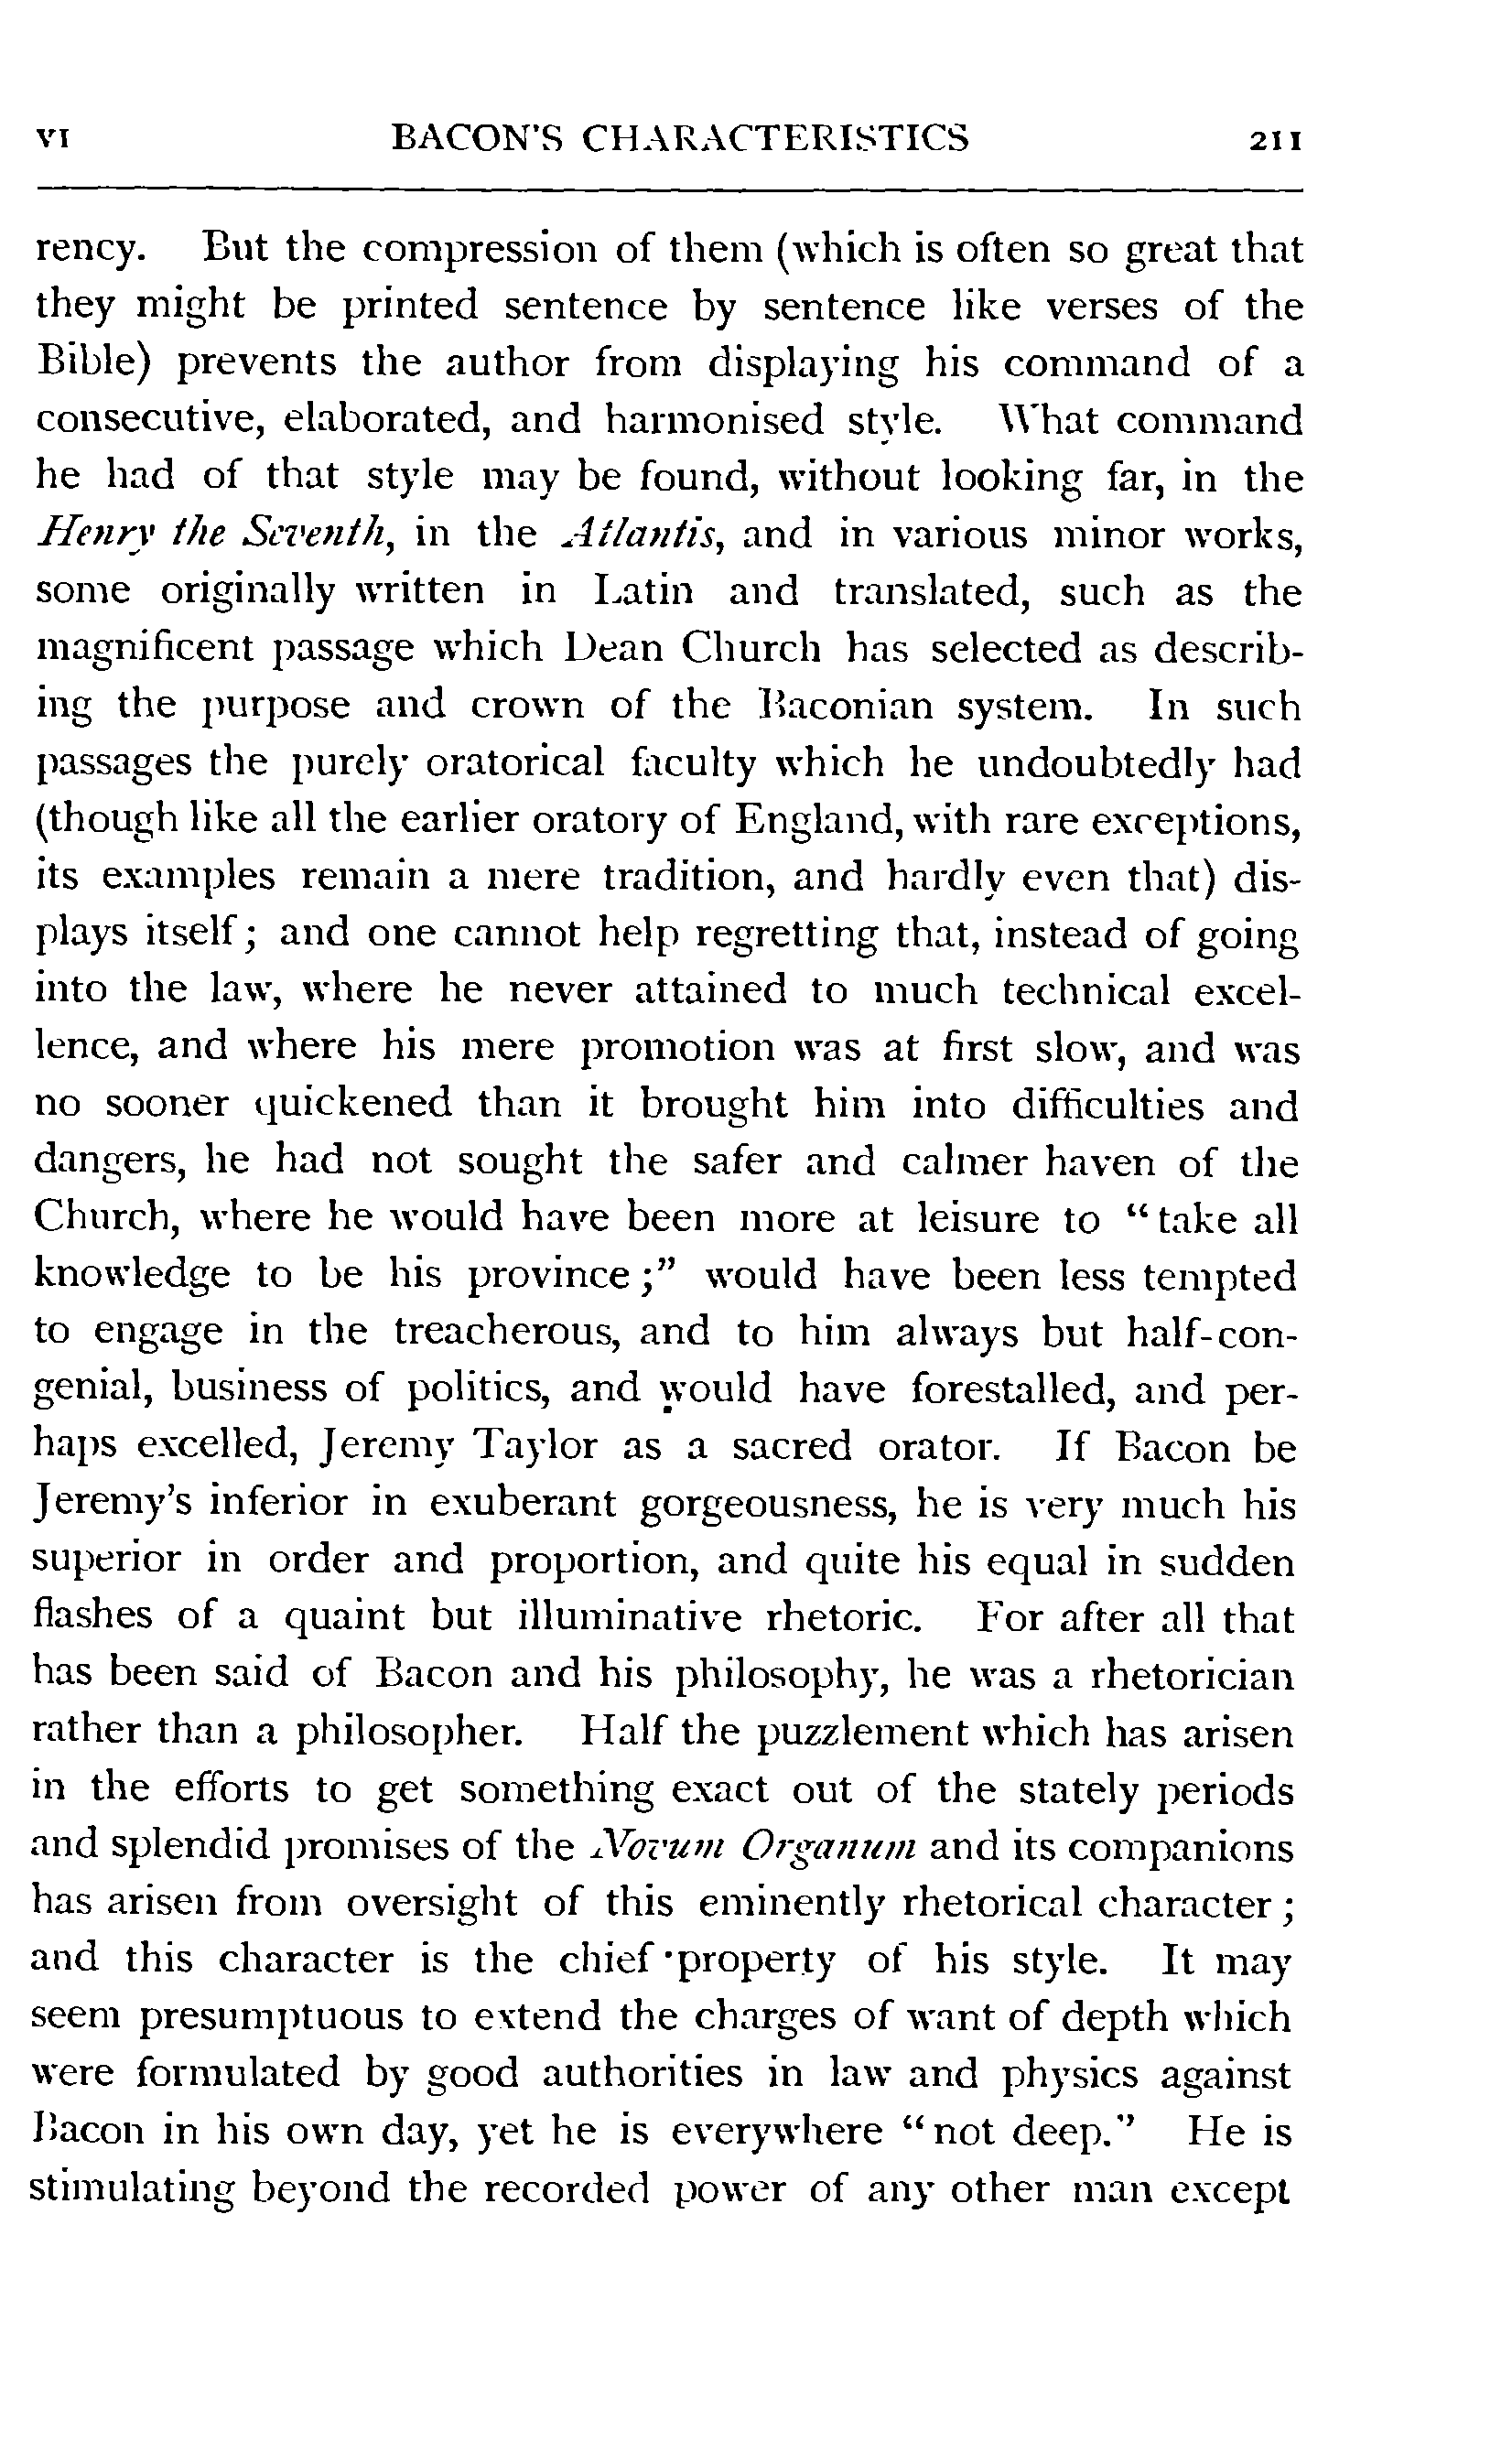 VI BACON'S CHARACTERISTICS 211
rency. But the compression of them (which is often so great that
they might be printed sentence by sentence like verses of the
Bible) prevents the author from displaying his command of a
consecutive, elaborated, and harmonised style. What command
he had of that style may be found, without looking far, in the
Henry the Seventh, in the Atlantis, and in various minor works,
some originally written in Latin and translated, such as the
magnificent passage which Dean Church has selected as describ-
ing the purpose and crown of the Baconian system. In such
passages the purely oratorical faculty which he undoubtedly had
(though like all the earlier oratory of England, with rare exceptions,
its examples remain a mere tradition, and hardly even that) dis-
plays itself; and one cannot help regretting that, instead of going
into the law, where he never attained to much technical excel-
lence, and where his mere promotion was at first slow, and was
no sooner quickened than it brought him into difficulties and
dangers, he had not sought the safer and calmer haven of the
Church, where he would have been more at leisure to "take all
knowledge to be his province;" would have been less tempted
to engage in the treacherous, and to him always but half-con-
genial, business of politics, and would have forestalled, and per-
haps excelled, Jeremy Taylor as a sacred orator. If Bacon be
Jeremy's inferior in exuberant gorgeousness, he is very much his
superior in order and proportion, and quite his equal in sudden
flashes of a quaint but illuminative rhetoric. For after all that
has been said of Bacon and his philosophy, he was a rhetorician
rather than a philosopher. Half the puzzlement which has arisen
in the efforts to get something exact out of the stately periods
and splendid promises of the Novum Organum and its companions
has arisen from oversight of this eminently rhetorical character;
and this character is the chief property of his style. It may
seem presumptuous to extend the charges of want of depth which
were formulated by good authorities in law and physics against
Bacon in his own day, yet he is everywhere "not deep." He is
stimulating beyond the recorded power of any other man except